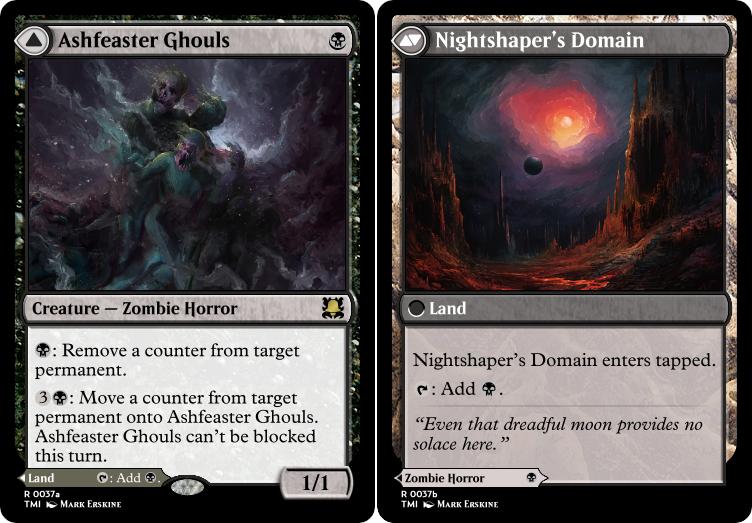 Ashfeaster Ghouls
Creature — Zombie Horror
: Remove a counter from target
permanent.
3 : Move a counter from target
permanent onto Ashfeaster Ghouls.
Ashfeaster Ghouls can't be blocked
this turn.
Land : Add .
1/1
R 0037a
TMI Mark Erskine
Nightshaper's Domain
Land
Nightshaper's Domain enters tapped.
: Add .
"Even that dreadful moon provides no
solace here."
Zombie Horror
R 0037b
TMI Mark Erskine